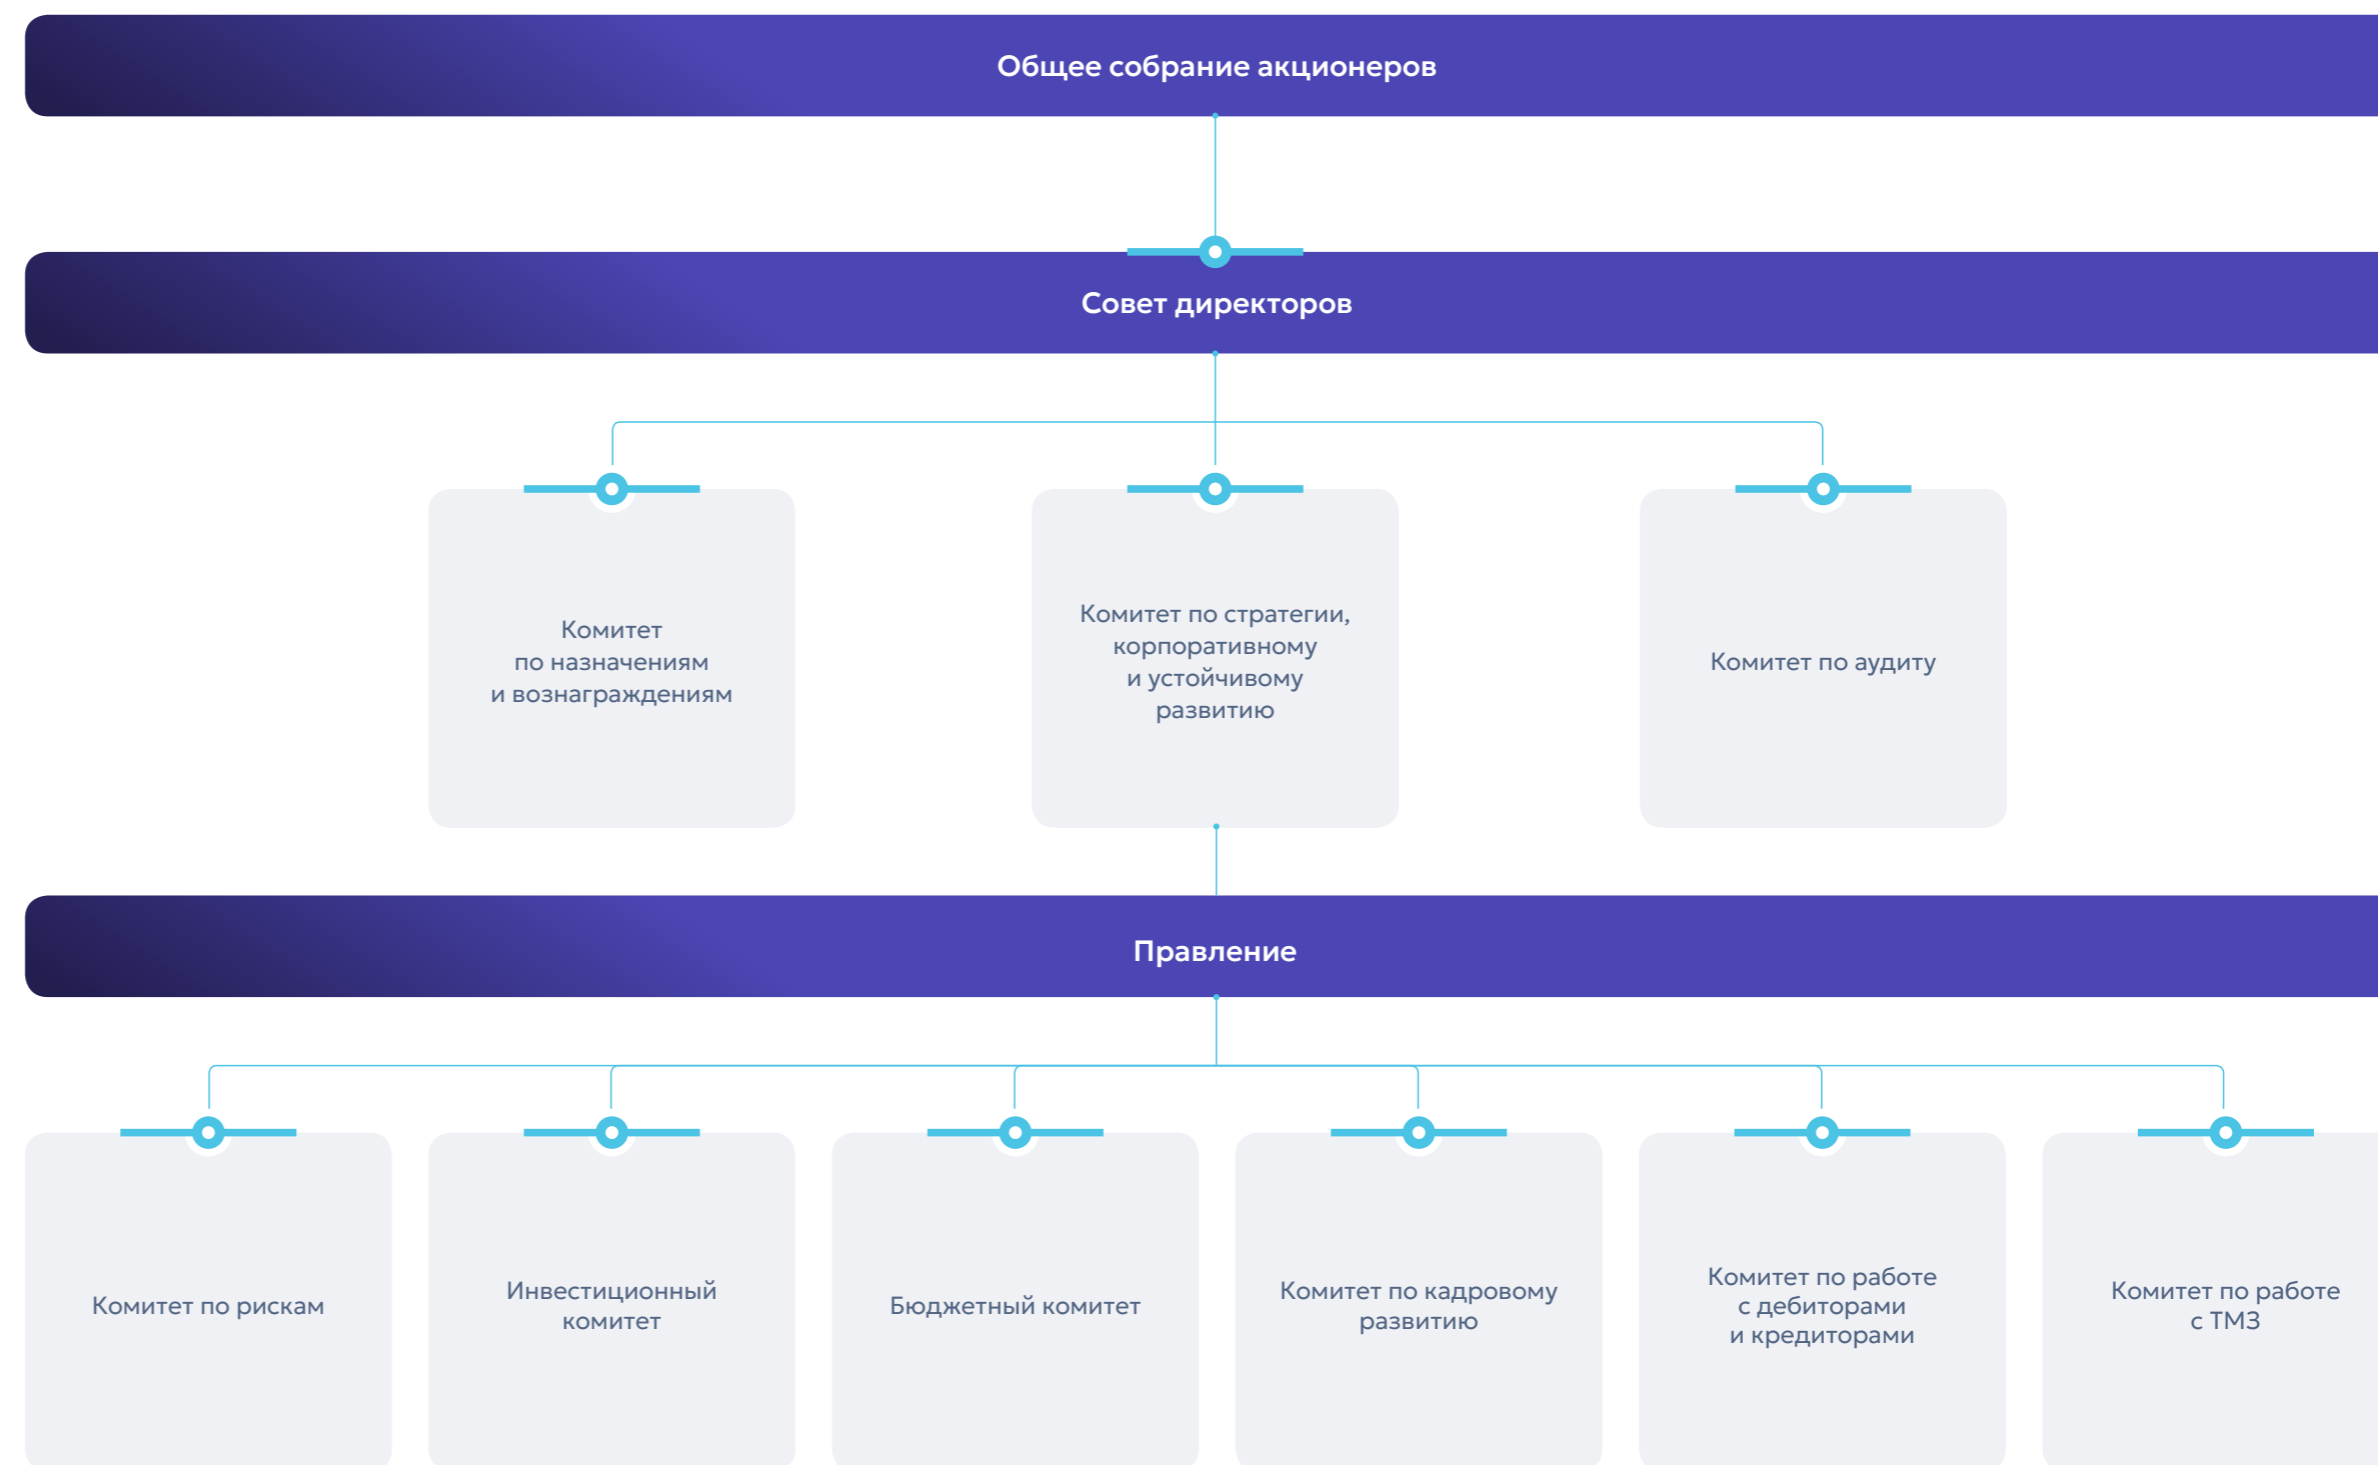 Общее собрание акционеров
Совет директоров
Комитет
по назначениям
и вознаграждениям
Комитет по стратегии,
корпоративному
и устойчивому
развитию
Комитет по аудиту
Правление
Комитет по рискам
Инвестиционный
комитет
Бюджетный комитет
Комитет по кадровому
развитию
Комитет по работе
с дебиторами
и кредиторами
Комитет по работе
с ТМЗ